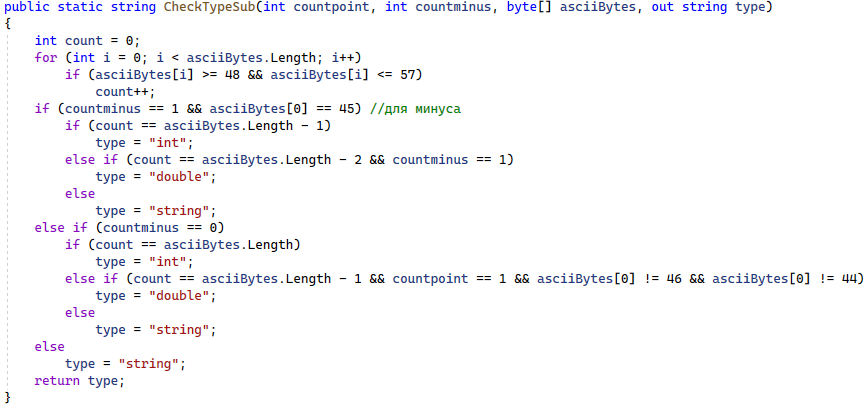 public static string CheckTypeSub(int countpoint, int countminus, byte[] asciiBytes, out string type)
{
    int count = 0;
    for (int i = 0; i < asciiBytes.Length; i++)
        if (asciiBytes[i] >= 48 && asciiBytes[i] <= 57)
            count++;
    if (countminus == 1 && asciiBytes[0] == 45) //для минуса
        if (count == asciiBytes.Length - 1)
            type = "int";
        else if (count == asciiBytes.Length - 2 && countminus == 1)
            type = "double";
        else
            type = "string";
    else if (countminus == 0)
        if (count == asciiBytes.Length)
            type = "int";
        else if (count == asciiBytes.Length - 1 && countpoint == 1 && asciiBytes[0] != 46 && asciiBytes[0] != 44)
            type = "double";
        else
            type = "string";
    else
        type = "string";
    return type;
}